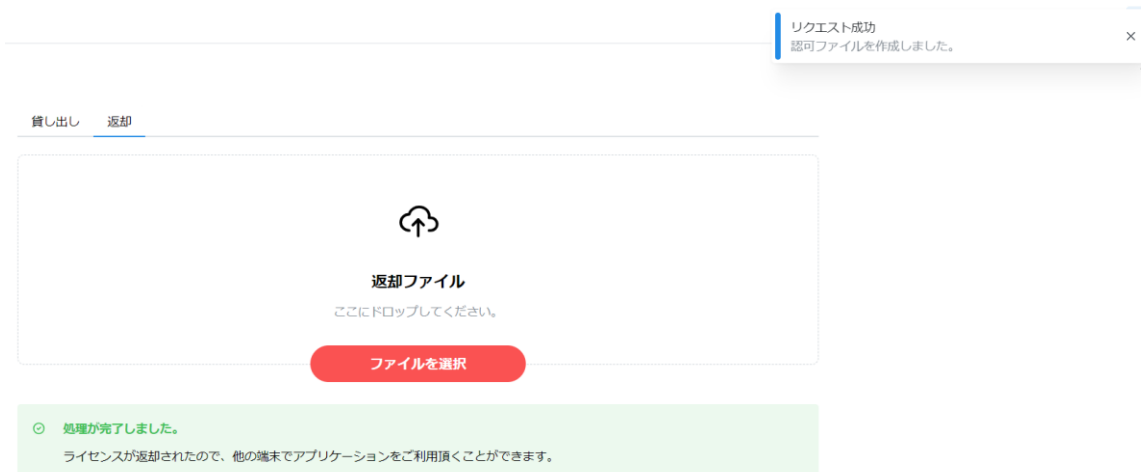 リクエスト成功
認可ファイルを作成しました。
貸し出し 返却
返却ファイル
ここにドロップしてください。
ファイルを選択
処理が完了しました。
ライセンスが返却されたので、他の端末でアプリケーションをご利用頂くことができます。